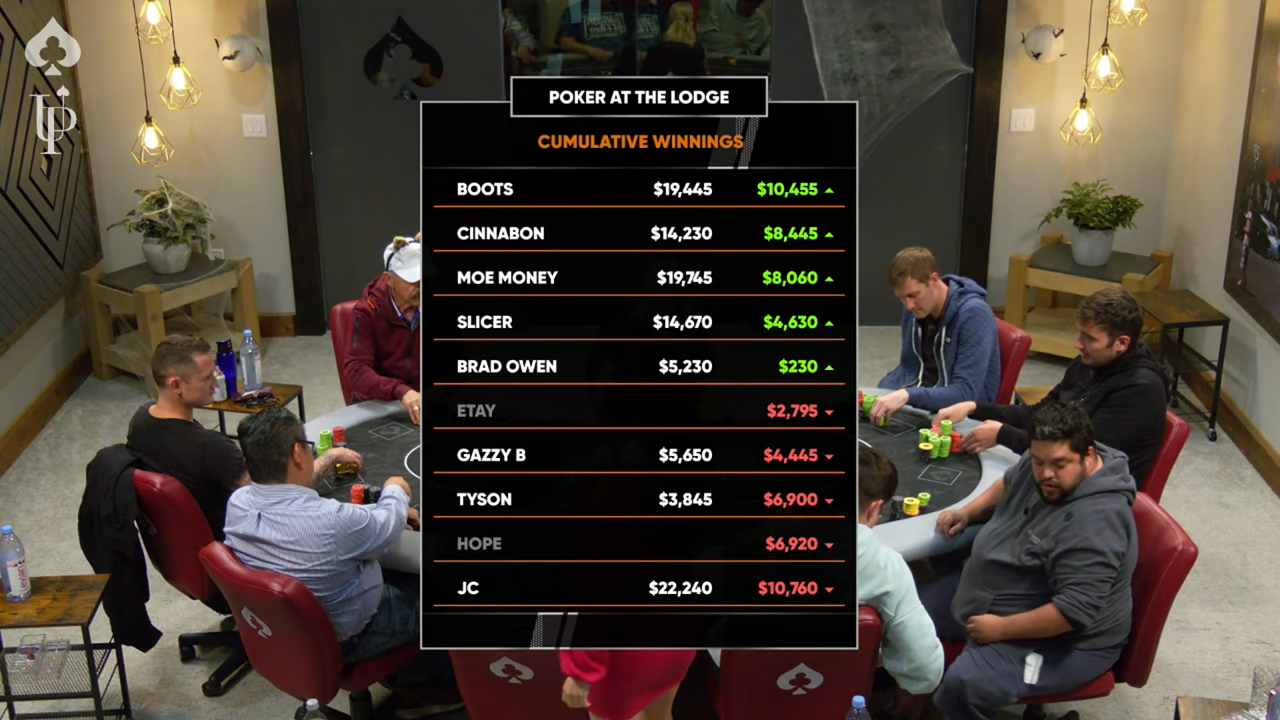 UP
POKER AT THE LODGE
CUMULATIVE WINNINGS
BOOTS $19,445 $10,455
CINNABON $14,230 $8,445
MOE MONEY $19,745 $8,060
SLICER $14,670 $4,630
BRAD OWEN $5,230 $230
ETAY $2,795
GAZZY B $5,650 $4,445
TYSON $3,845 $6,900
HOPE $6,920
JC $22,240 $10,760